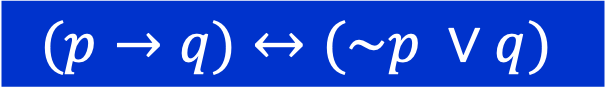 (p → q) ↔ (~p ∨ q)